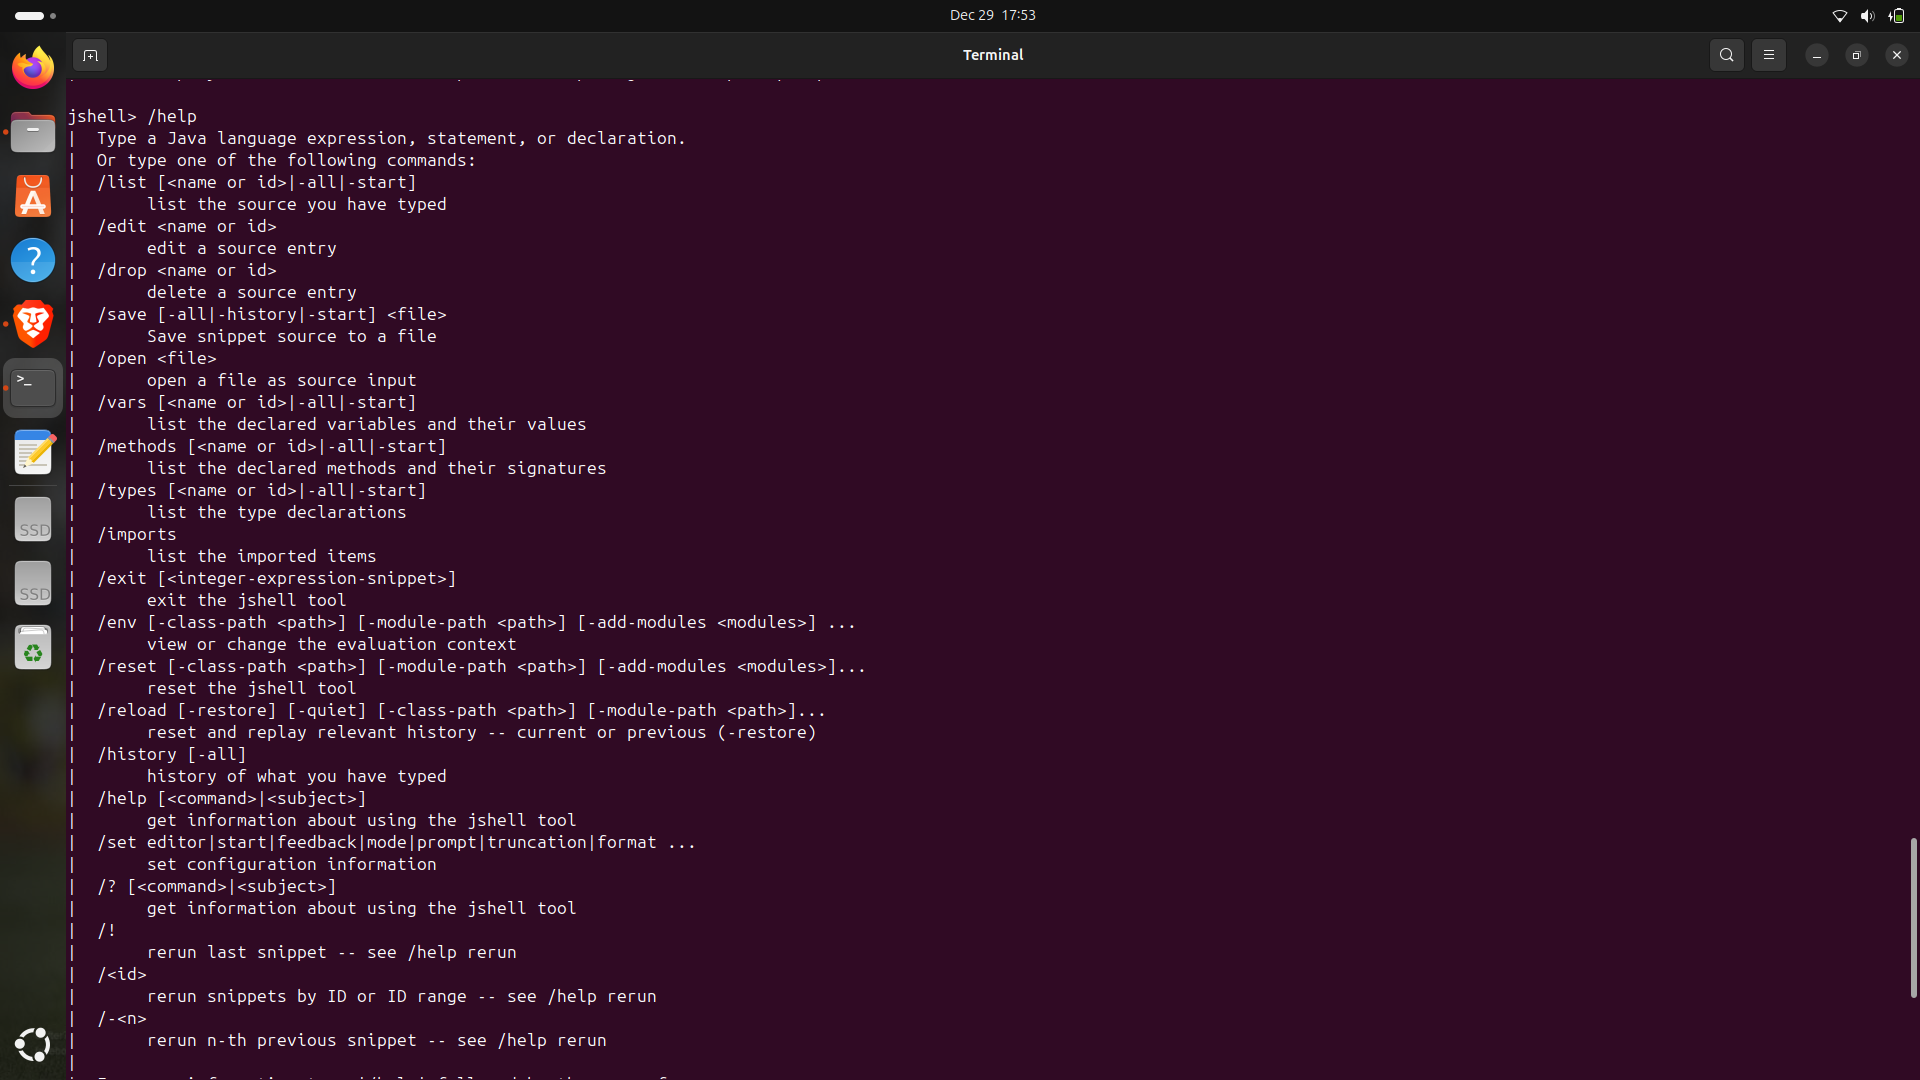 Dec 29 17:53
Terminal
jshell> /help
| Type a Java language expression, statement, or declaration.
| Or type one of the following commands:
| /list [<name or id>|-all|-start]
| list the source you have typed
| /edit <name or id>
| edit a source entry
| /drop <name or id>
| delete a source entry
| /save [-all|-history|-start] <file>
| Save snippet source to a file
| /open <file>
| open a file as source input
| /vars [<name or id>|-all|-start]
| list the declared variables and their values
| /methods [<name or id>|-all|-start]
| list the declared methods and their signatures
| /types [<name or id>|-all|-start]
| list the type declarations
| /imports
| list the imported items
| /exit [<integer-expression-snippet>]
| exit the jshell tool
| /env [-class-path <path>] [-module-path <path>] [-add-modules <modules>] ...
| view or change the evaluation context
| /reset [-class-path <path>] [-module-path <path>] [-add-modules <modules>]...
| reset the jshell tool
| /reload [-restore] [-quiet] [-class-path <path>] [-module-path <path>]...
| reset and replay relevant history -- current or previous (-restore)
| /history [-all]
| history of what you have typed
| /help [<command>|<subject>]
| get information about using the jshell tool
| /set editor|start|feedback|mode|prompt|truncation|format ...
| set configuration information
| /? [<command>|<subject>]
| get information about using the jshell tool
| /!
| rerun last snippet -- see /help rerun
| /<id>
| rerun snippets by ID or ID range -- see /help rerun
| /-<n>
| rerun n-th previous snippet -- see /help rerun
|
SSD
SSD